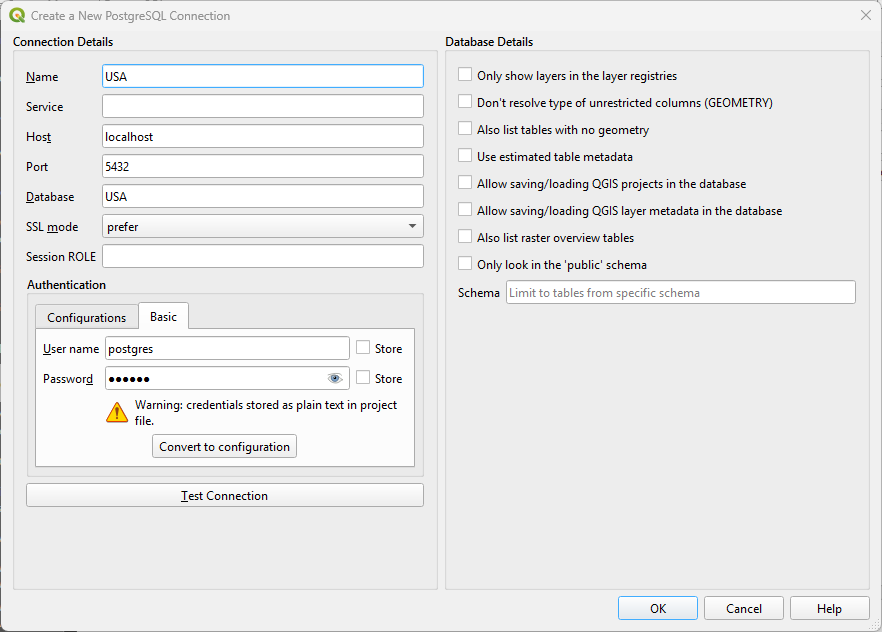 Create a New PostgreSQL Connection
Connection Details
Name USA
Service
Host localhost
Port 5432
Database USA
SSL mode prefer
Session ROLE
Authentication
Configurations Basic
User name postgres Store
Password ●●●●●● Store
Warning: credentials stored as plain text in project
file.
Convert to configuration
Test Connection
Database Details
Only show layers in the layer registries
Don't resolve type of unrestricted columns (GEOMETRY)
Also list tables with no geometry
Use estimated table metadata
Allow saving/loading QGIS projects in the database
Allow saving/loading QGIS layer metadata in the database
Also list raster overview tables
Only look in the 'public' schema
Schema Limit to tables from specific schema
OK Cancel Help